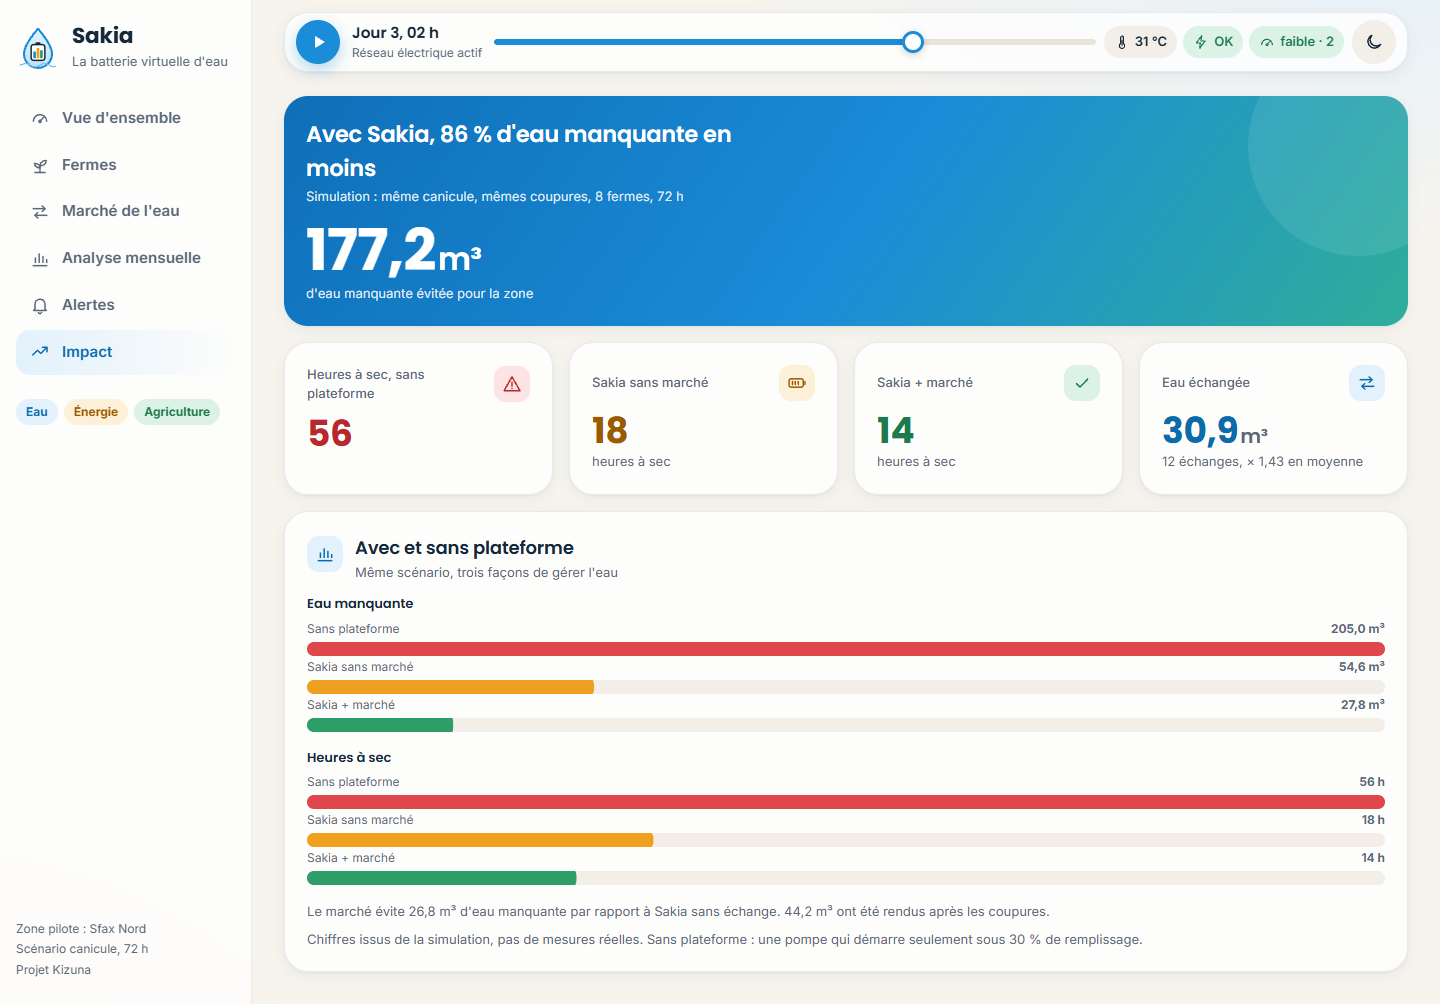 Sakia
La batterie virtuelle d'eau
Vue d'ensemble
Fermes
Marché de l'eau
Analyse mensuelle
Alertes
Impact
Eau
Énergie
Agriculture
Zone pilote : Sfax Nord
Scénario canicule, 72 h
Projet Kizuna
Jour 3, 02 h
Réseau électrique actif
31 °C
OK
faible · 2
Avec Sakia, 86 % d'eau manquante en
moins
Simulation : même canicule, mêmes coupures, 8 fermes, 72 h
177,2 m³
d'eau manquante évitée pour la zone
Heures à sec, sans
plateforme
56
Sakia sans marché
18
heures à sec
Sakia + marché
14
heures à sec
Eau échangée
30,9 m³
12 échanges, × 1,43 en moyenne
Avec et sans plateforme
Même scénario, trois façons de gérer l'eau
Eau manquante
Sans plateforme 205,0 m³
Sakia sans marché 54,6 m³
Sakia + marché 27,8 m³
Heures à sec
Sans plateforme 56 h
Sakia sans marché 18 h
Sakia + marché 14 h
Le marché évite 26,8 m³ d'eau manquante par rapport à Sakia sans échange. 44,2 m³ ont été rendus après les coupures.
Chiffres issus de la simulation, pas de mesures réelles. Sans plateforme : une pompe qui démarre seulement sous 30 % de remplissage.